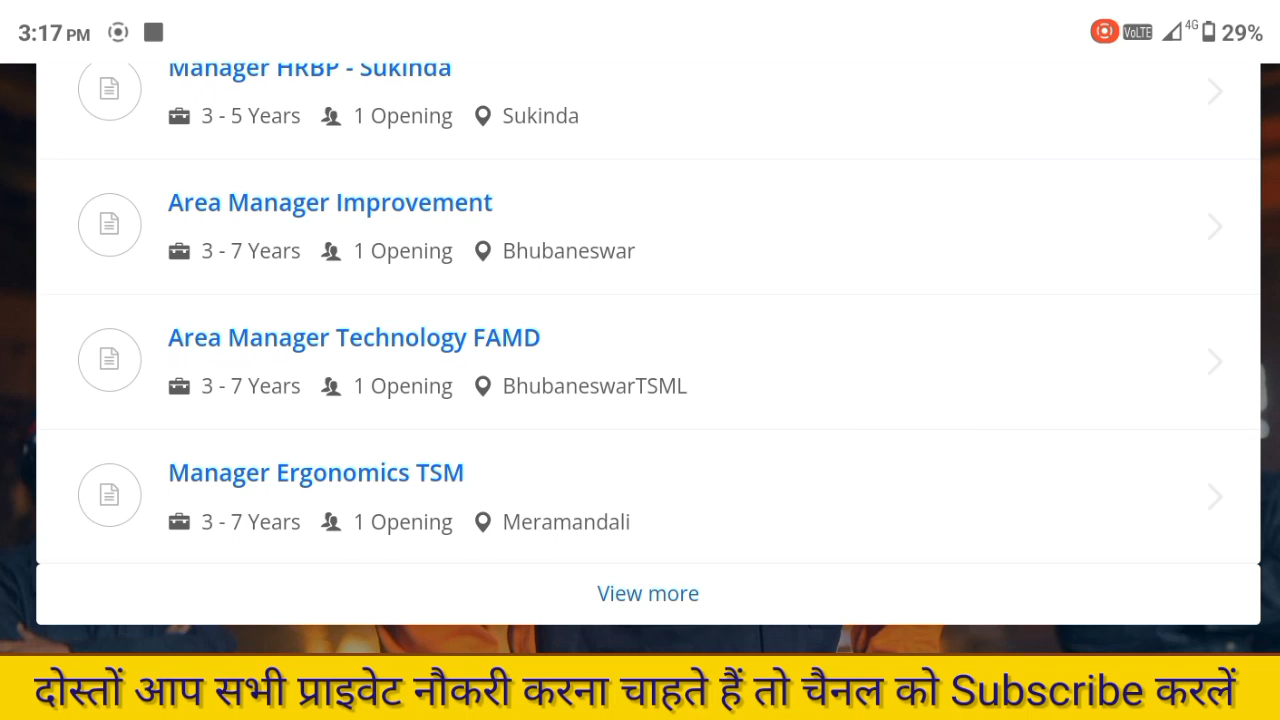 3:17 PM VoLTE 4G 29%
Manager HRBP - Sukinda
3 - 5 Years 1 Opening Sukinda
Area Manager Improvement
3 - 7 Years 1 Opening Bhubaneswar
Area Manager Technology FAMD
3 - 7 Years 1 Opening BhubaneswarTSML
Manager Ergonomics TSM
3 - 7 Years 1 Opening Meramandali
View more
दोस्तों आप सभी प्राइवेट नौकरी करना चाहते हैं तो चैनल को Subscribe करलें